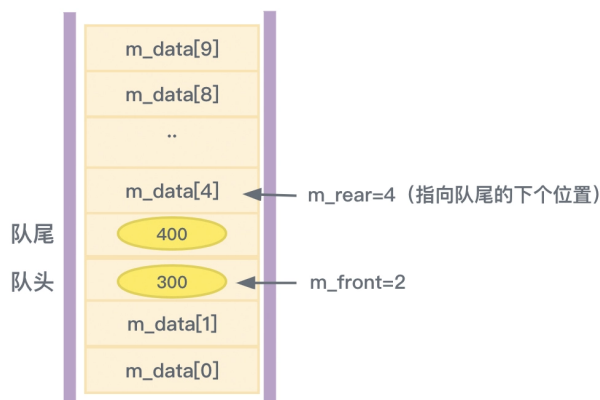 m_data[9]
m_data[8]
..
m_data[4]
m_rear=4（指向队尾的下个位置）
队尾
400
队头
300
m_front=2
m_data[1]
m_data[0]